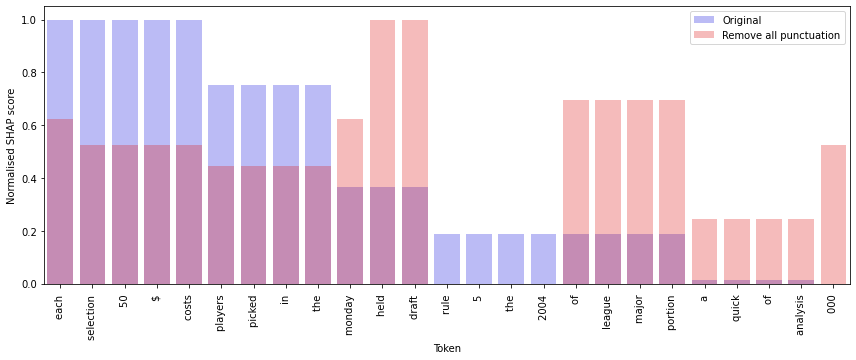 Original
Remove all punctuation
Normalised SHAP score
1.0
0.8
0.6
0.4
0.2
0.0
each
selection
50
$
costs
players
picked
in
the
monday
held
draft
rule
5
the
2004
of
league
major
portion
a
quick
of
analysis
000
Token